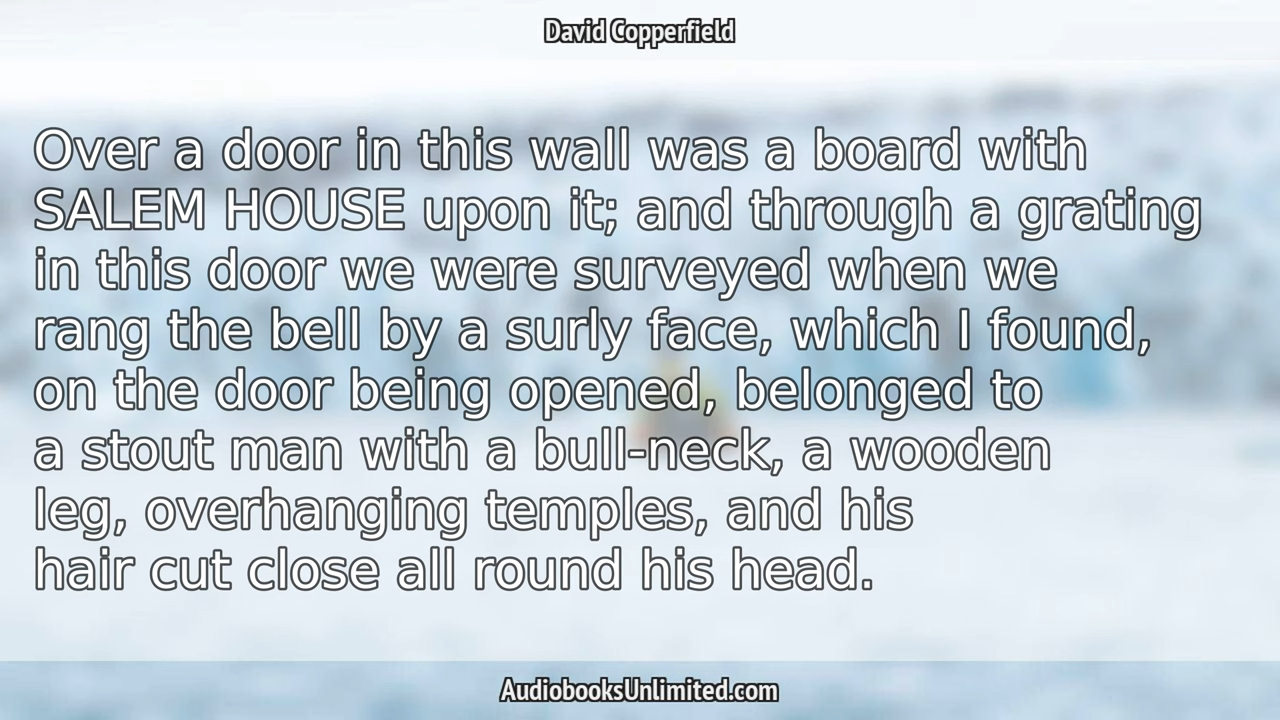 David Copperfield
Over a door in this wall was a board with
SALEM HOUSE upon it; and through a grating
in this door we were surveyed when we
rang the bell by a surly face, which I found,
on the door being opened, belonged to
a stout man with a bull-neck, a wooden
leg, overhanging temples, and his
hair cut close all round his head.
AudiobooksUnlimited.com